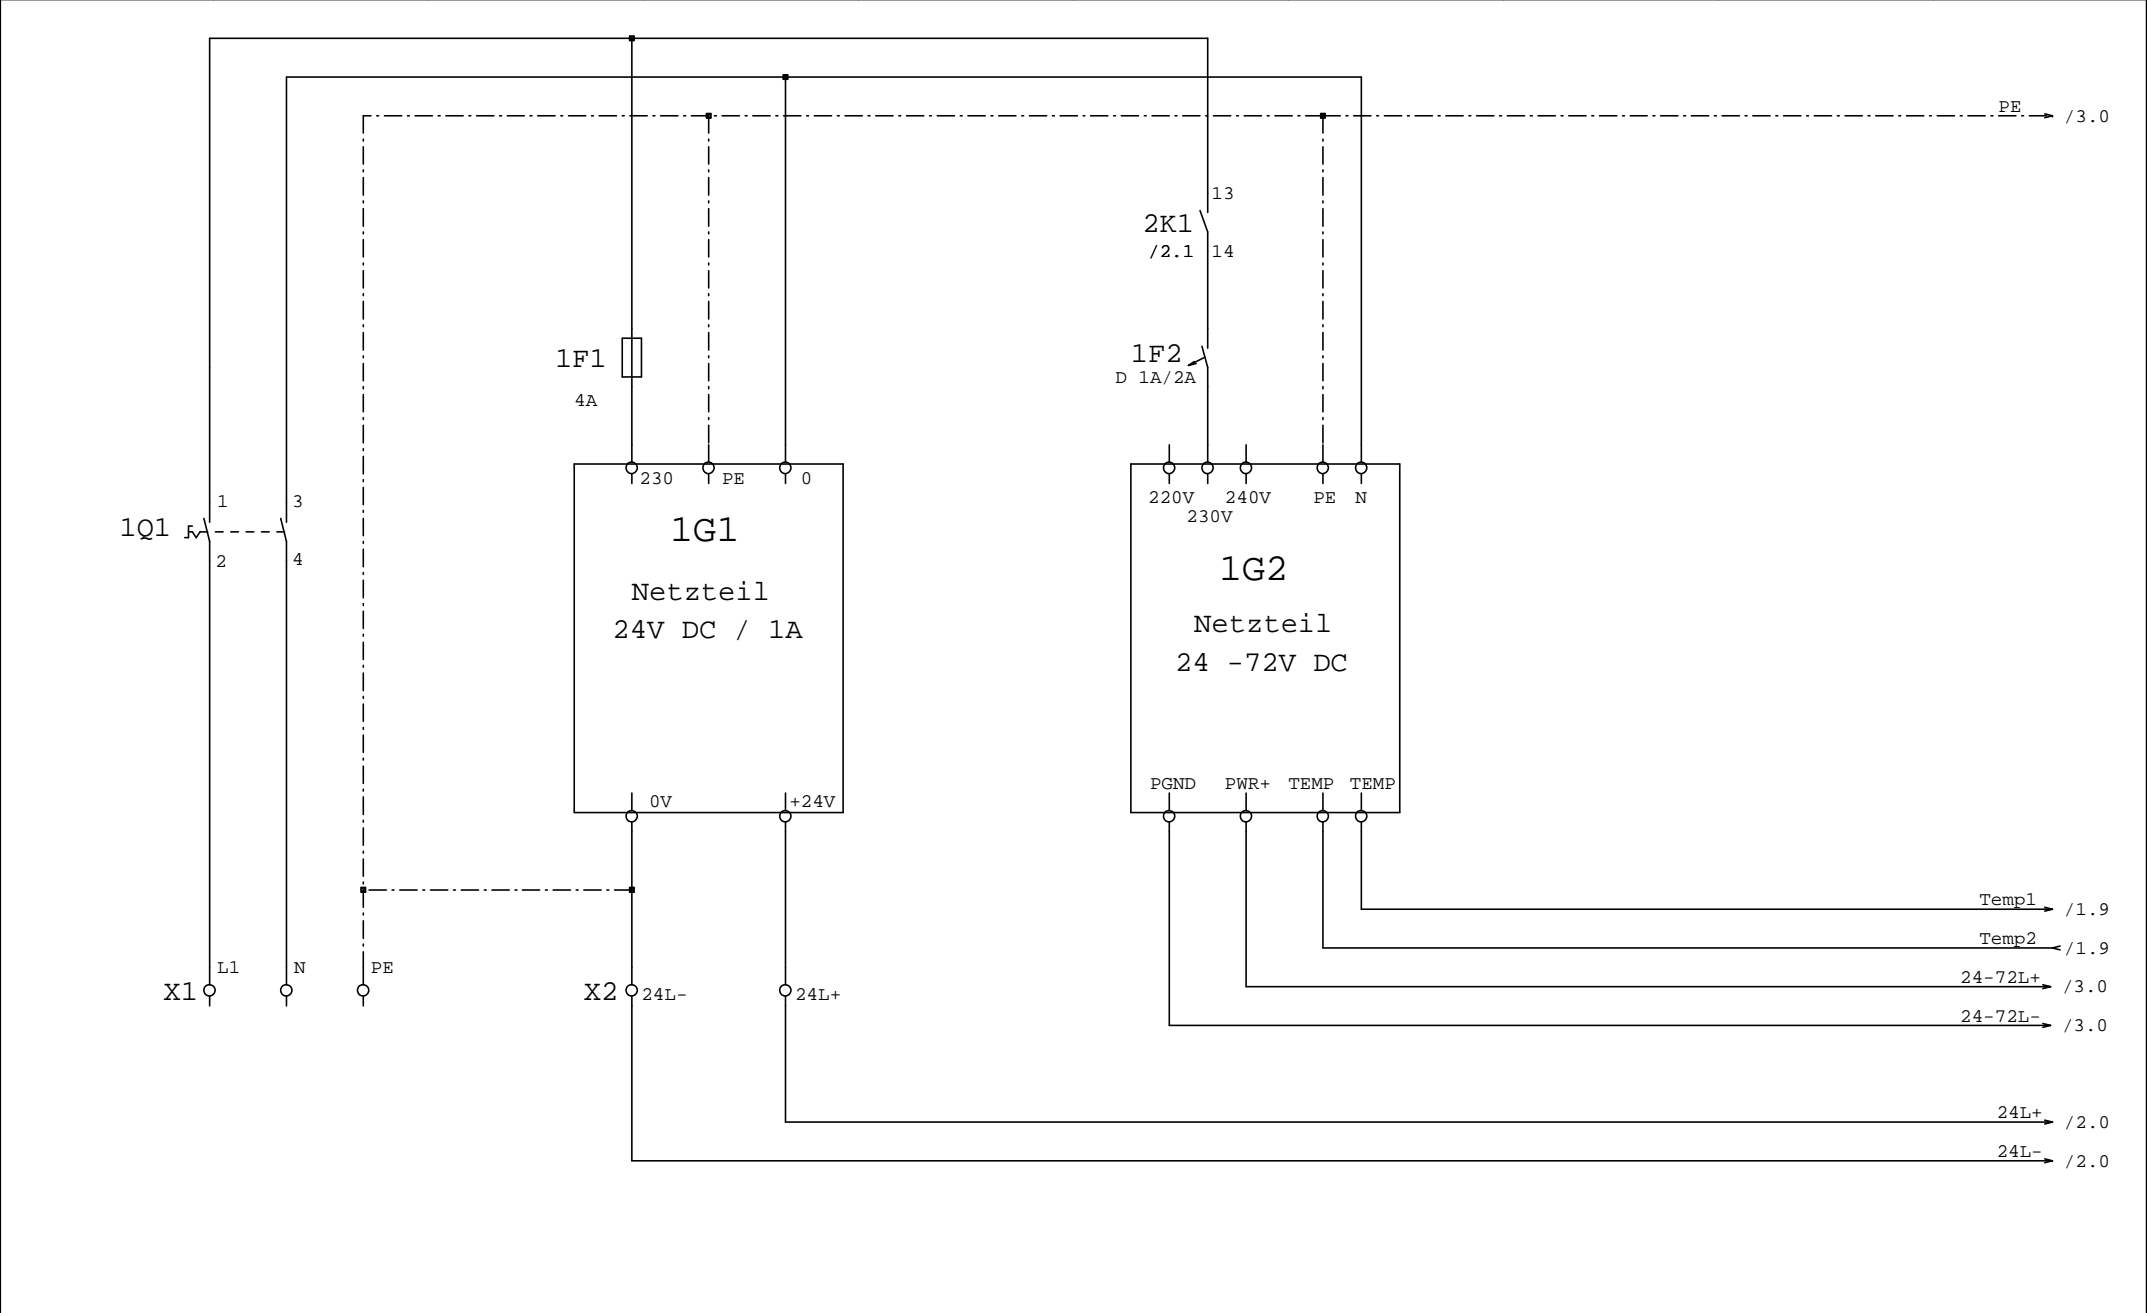 PE
/3.0
13
2K1
/2.1
14
1F1
4A
1F2
D 1A/2A
230
PE
0
220V
230V
240V
PE
N
1Q1
1
3
2
4
1G1
Netzteil
24V DC / 1A
1G2
Netzteil
24 -72V DC
0V
+24V
PGND
PWR+
TEMP
TEMP
Temp1
/1.9
Temp2
/1.9
24-72L+
/3.0
24-72L-
/3.0
X1
L1
N
PE
X2
24L-
24L+
24L+
/2.0
24L-
/2.0